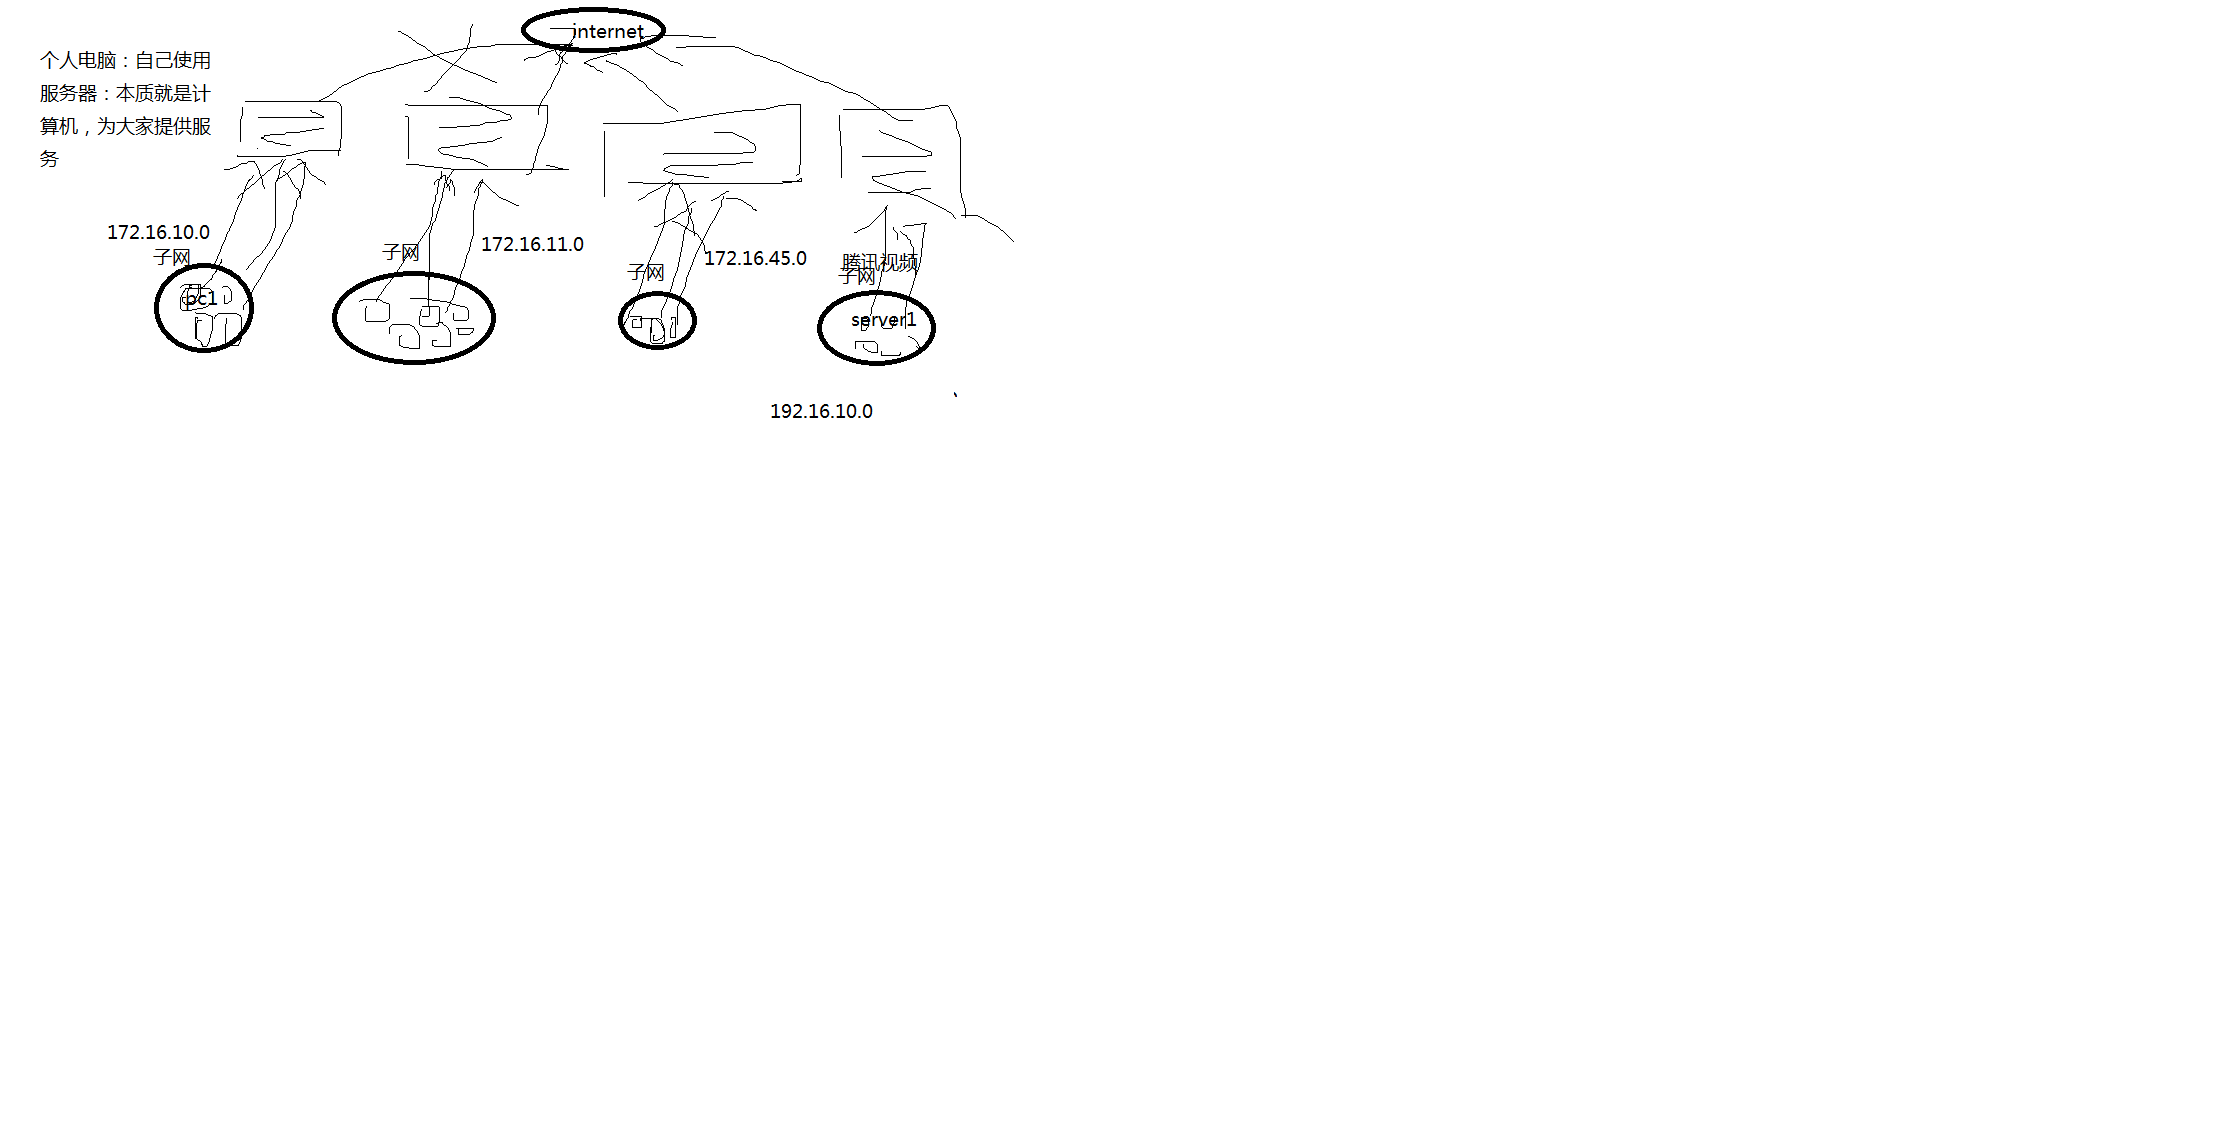 internet
个人电脑：自己使用
服务器：本质就是计
算机，为大家提供服
务
172.16.10.0
子网
pc1
子网
172.16.11.0
子网
172.16.45.0
腾讯视频
子网
server1
192.16.10.0